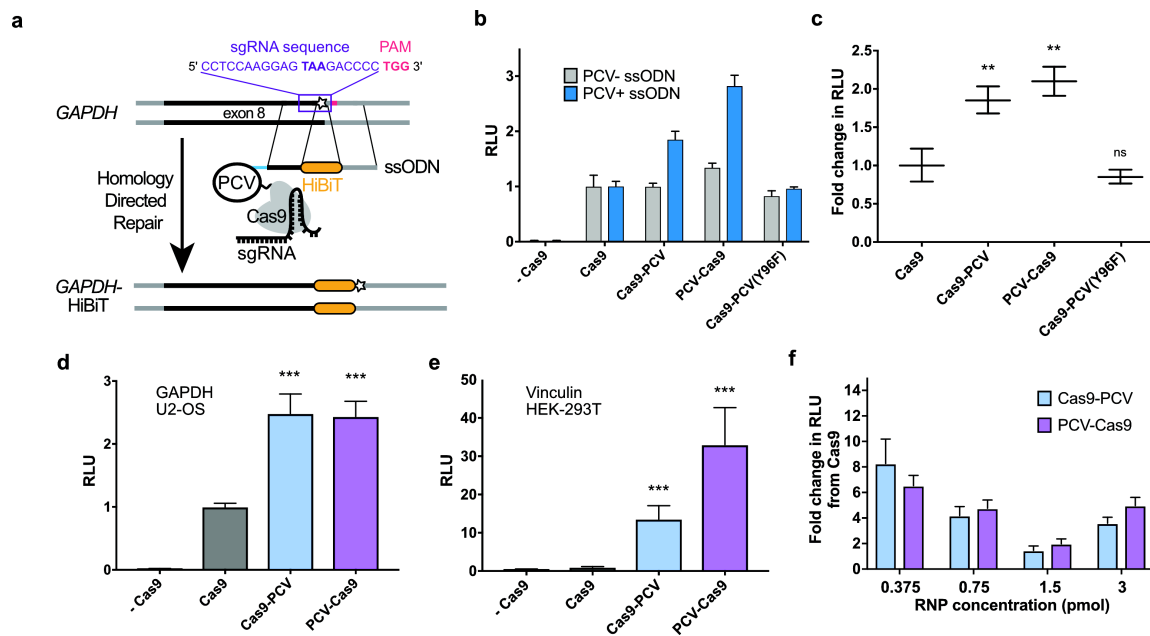 a
sgRNA sequence
PAM
5' CCTCCAAGGAG TAAGACCCC TGG 3'
GAPDH
exon 8
ssODN
HiBiT
PCV
Cas9
sgRNA
Homology
Directed
Repair
GAPDH-
HiBiT
b
PCV- ssODN
PCV+ ssODN
RLU
3
2
1
0
- Cas9
Cas9
Cas9-PCV
PCV-Cas9
Cas9-PCV(Y96F)
c
Fold change in RLU
2.5
2.0
1.5
1.0
0.5
0.0
**
**
ns
Cas9
Cas9-PCV
PCV-Cas9
Cas9-PCV(Y96F)
d
GAPDH
U2-OS
RLU
3
2
1
0
***
***
- Cas9
Cas9
Cas9-PCV
PCV-Cas9
e
Vinculin
HEK-293T
RLU
50
40
30
20
10
0
***
***
- Cas9
Cas9
Cas9-PCV
PCV-Cas9
f
Cas9-PCV
PCV-Cas9
Fold change in RLU
from Cas9
14
12
10
8
6
4
2
0
0.375
0.75
1.5
3
RNP concentration (pmol)